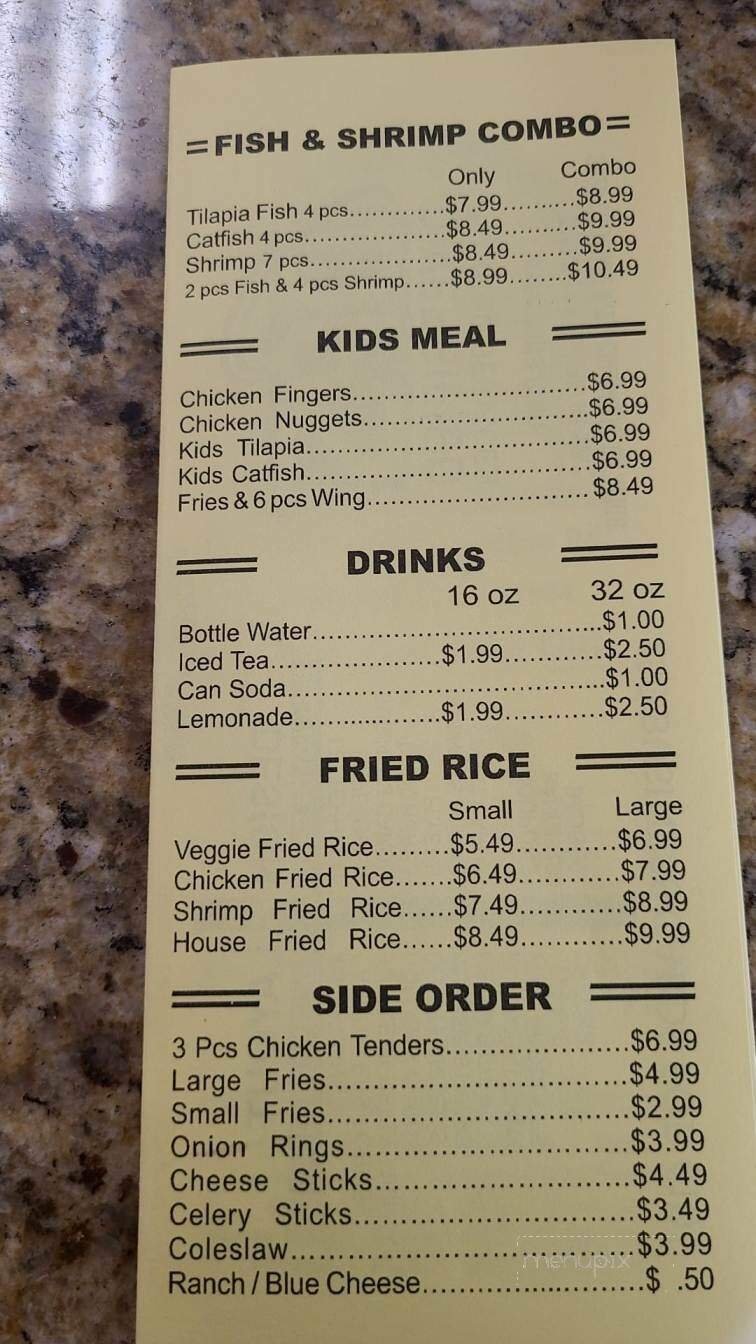 =FISH & SHRIMP COMBO=
Only Combo
Tilapia Fish 4 pcs.............$7.99..........$8.99
Catfish 4 pcs..................$8.49..........$9.99
Shrimp 7 pcs..................$8.49.........$9.99
2 pcs Fish & 4 pcs Shrimp......$8.99........$10.49
KIDS MEAL
Chicken Fingers..............................$6.99
Chicken Nuggets.............................$6.99
Kids Tilapia....................................$6.99
Kids Catfish....................................$6.99
Fries & 6 pcs Wing............................$8.49
DRINKS
16 oz 32 oz
Bottle Water.....................................$1.00
Iced Tea......................$1.99............$2.50
Can Soda........................................$1.00
Lemonade...................$1.99............$2.50
FRIED RICE
Small Large
Veggie Fried Rice.........$5.49............$6.99
Chicken Fried Rice.......$6.49............$7.99
Shrimp Fried Rice......$7.49............$8.99
House Fried Rice......$8.49............$9.99
SIDE ORDER
3 Pcs Chicken Tenders.....................$6.99
Large Fries...................................$4.99
Small Fries...................................$2.99
Onion Rings................................$3.99
Cheese Sticks.............................$4.49
Celery Sticks................................$3.49
Coleslaw.......................................$3.99
Ranch / Blue Cheese.........................$ .50
menupix